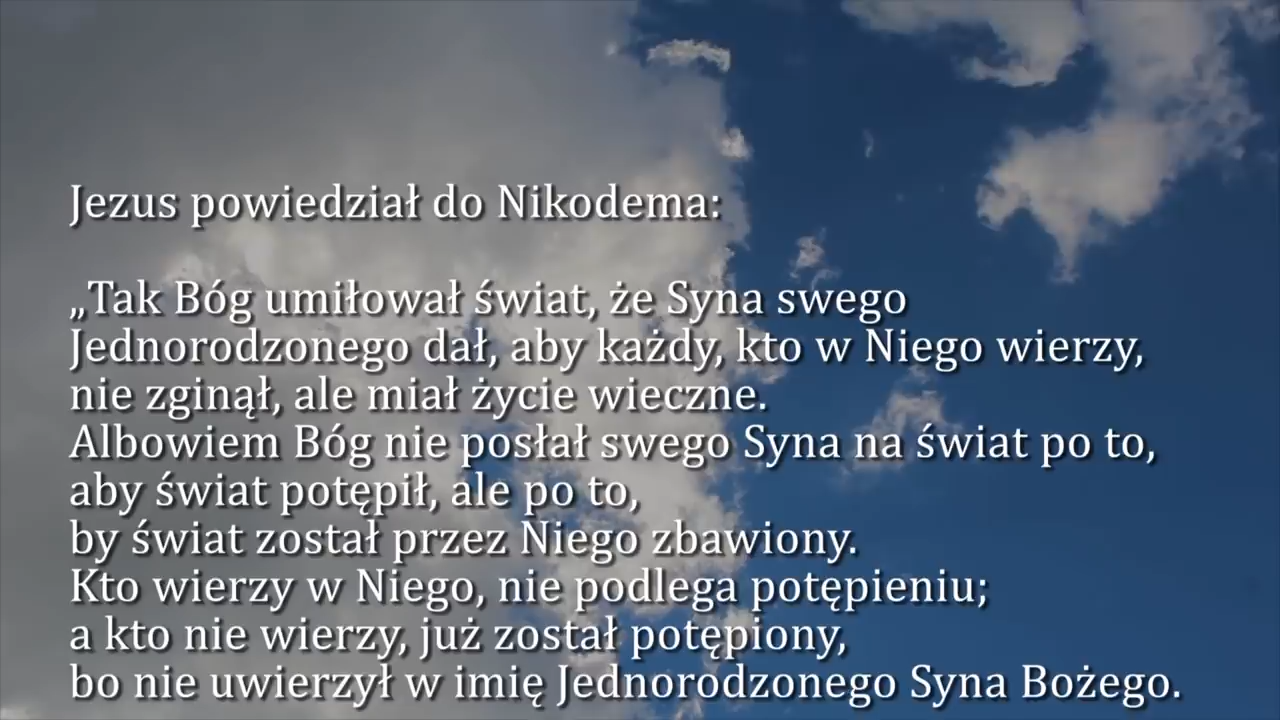 Jezus powiedział do Nikodema:
„Tak Bóg umiłował świat, że Syna swego
Jednorodzonego dał, aby każdy, kto w Niego wierzy,
nie zginął, ale miał życie wieczne.
Albowiem Bóg nie posłał swego Syna na świat po to,
aby świat potępił, ale po to,
by świat został przez Niego zbawiony.
Kto wierzy w Niego, nie podlega potępieniu;
a kto nie wierzy, już został potępiony,
bo nie uwierzył w imię Jednorodzonego Syna Bożego.